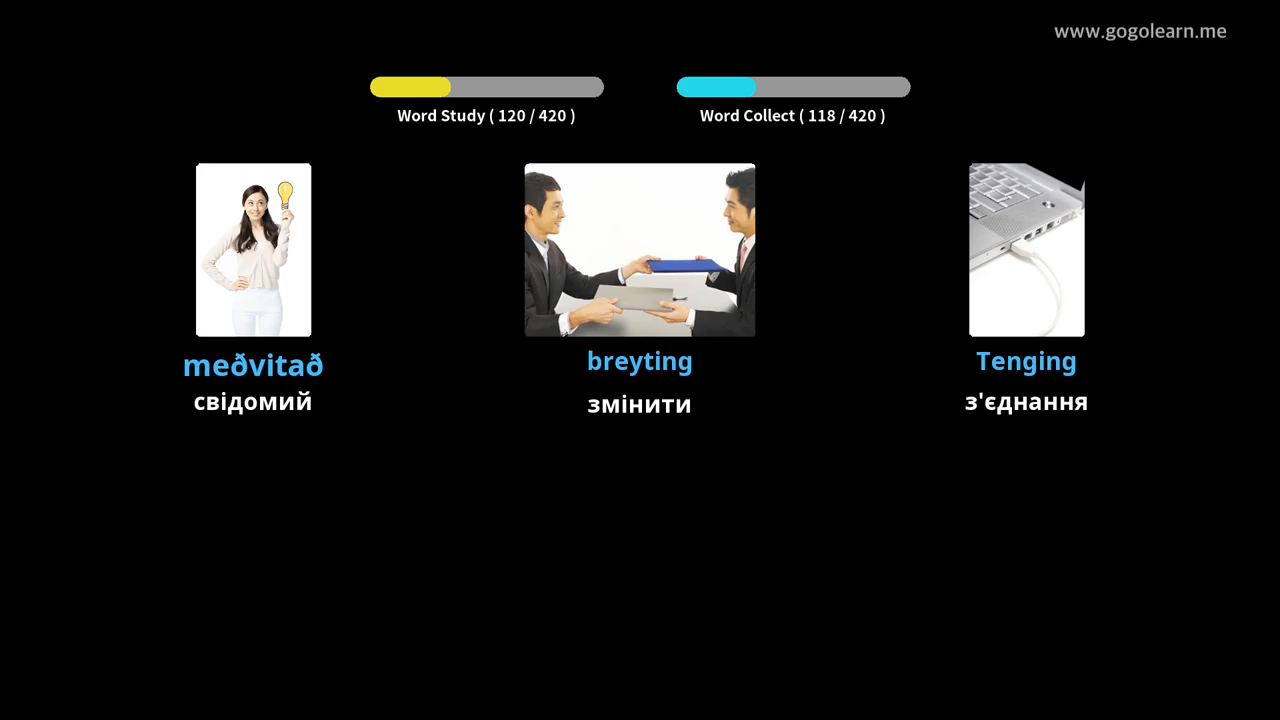 www.gogolearn.me
Word Study ( 120 / 420 )
Word Collect ( 118 / 420 )
meðvitað
свідомий
breyting
змінити
Tenging
з'єднання